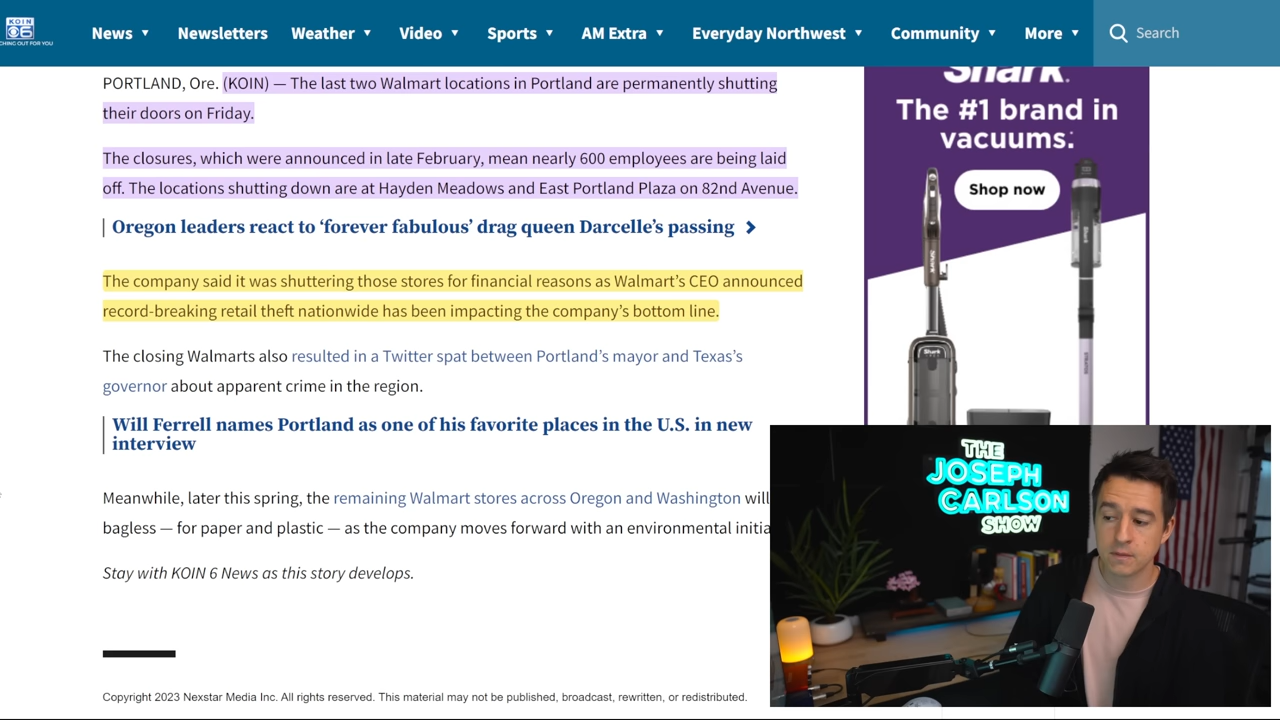 KOIN
6
CHING OUT FOR YOU
News ▼ Newsletters Weather ▼ Video ▼ Sports ▼ AM Extra ▼ Everyday Northwest ▼ Community ▼ More ▼ Search
PORTLAND, Ore. (KOIN) — The last two Walmart locations in Portland are permanently shutting
their doors on Friday.
The closures, which were announced in late February, mean nearly 600 employees are being laid
off. The locations shutting down are at Hayden Meadows and East Portland Plaza on 82nd Avenue.
Oregon leaders react to ‘forever fabulous’ drag queen Darcelle’s passing
The company said it was shuttering those stores for financial reasons as Walmart’s CEO announced
record-breaking retail theft nationwide has been impacting the company’s bottom line.
The closing Walmarts also resulted in a Twitter spat between Portland’s mayor and Texas’s
governor about apparent crime in the region.
Will Ferrell names Portland as one of his favorite places in the U.S. in new
interview
Meanwhile, later this spring, the remaining Walmart stores across Oregon and Washington will
bagless — for paper and plastic — as the company moves forward with an environmental initia
Stay with KOIN 6 News as this story develops.
Copyright 2023 Nexstar Media Inc. All rights reserved. This material may not be published, broadcast, rewritten, or redistributed.
Shark.
The #1 brand in
vacuums.
Shop now
Shark
Shark
THE
JOSEPH
CARLSON
SHOW